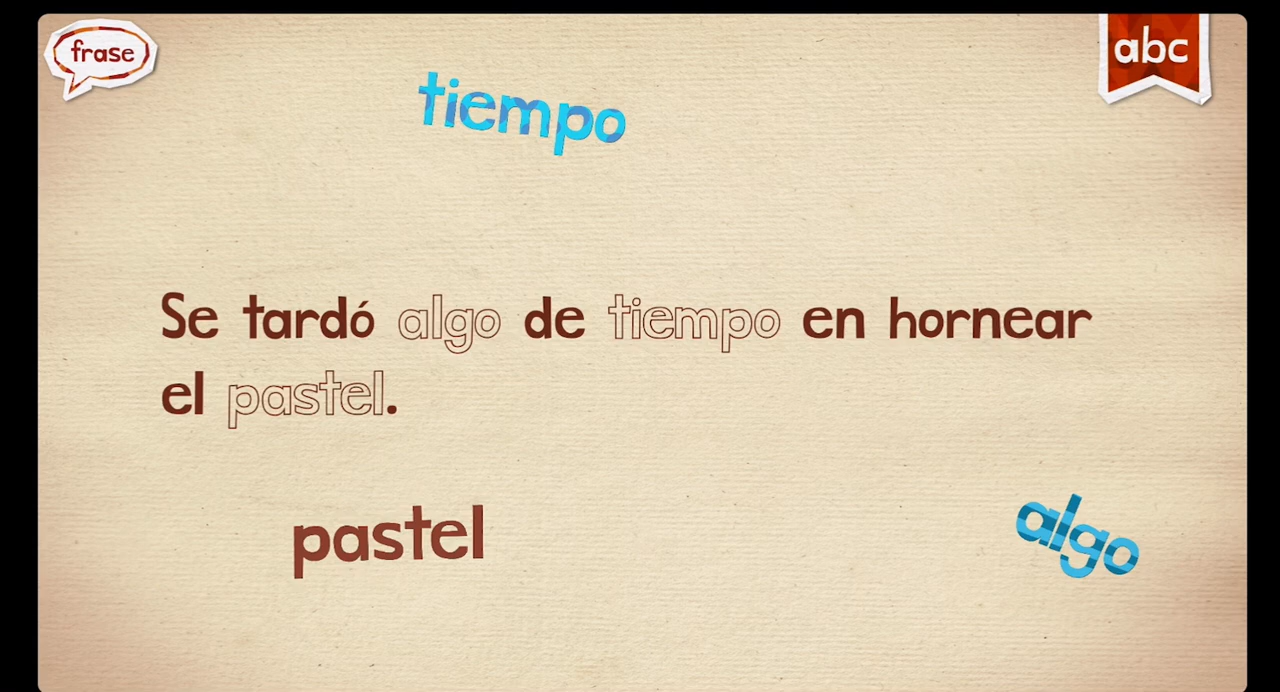 frase
abc
tiempo
Se tardó algo de tiempo en hornear
el pastel.
pastel
algo